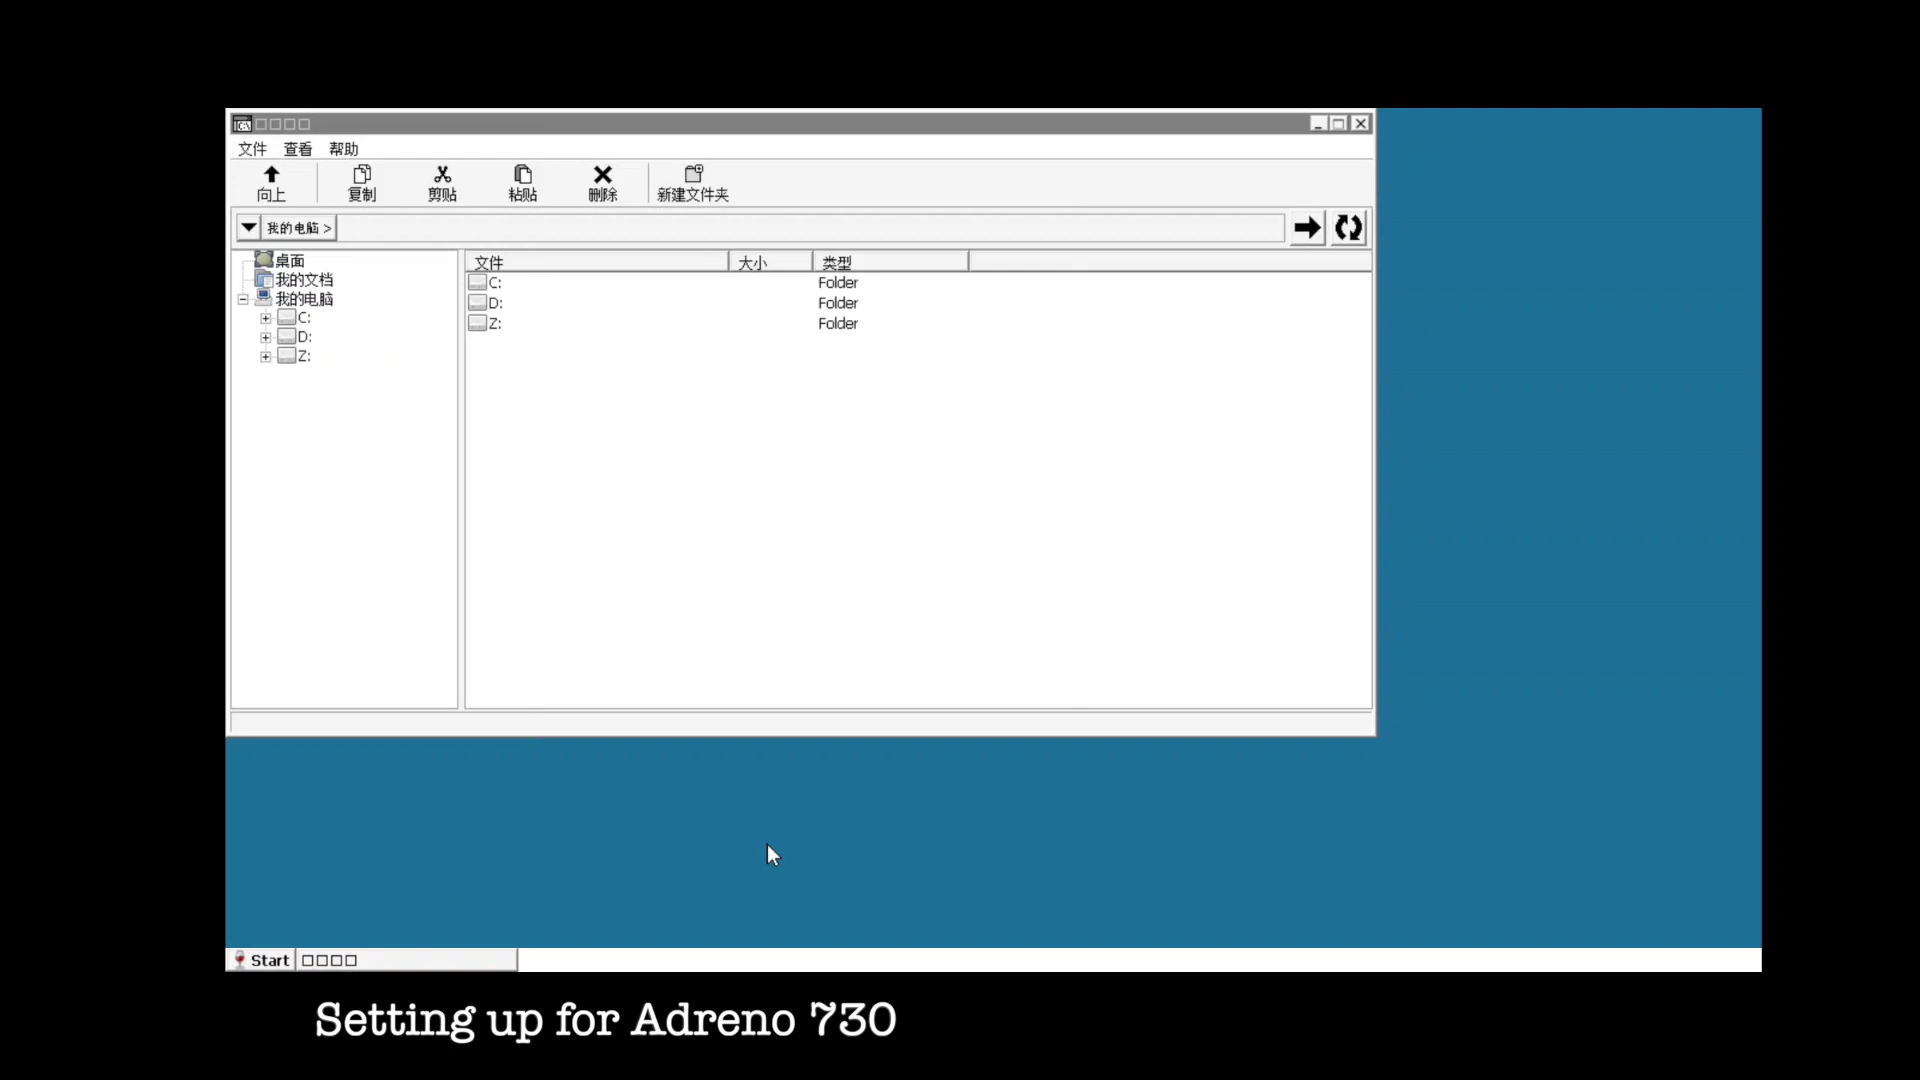 □□□□
文件 查看 帮助
向上 复制 剪贴 粘贴 删除 新建文件夹
我的电脑 >
桌面
我的文档
我的电脑
C:
D:
Z:
文件 大小 类型
C: Folder
D: Folder
Z: Folder
Start □□□□
Setting up for Adreno 730